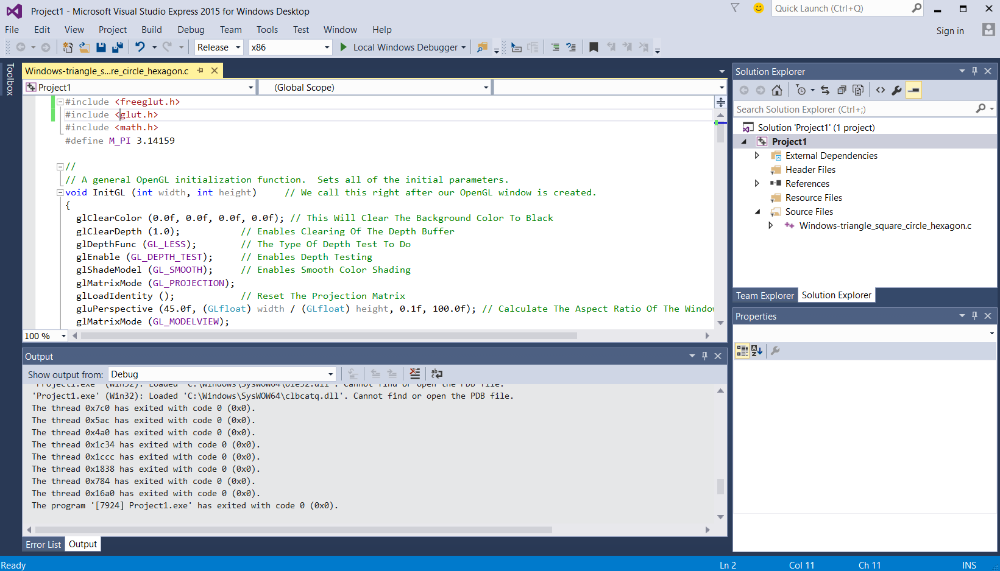 Project1 - Microsoft Visual Studio Express 2015 for Windows Desktop
Quick Launch (Ctrl+Q)
File Edit View Project Build Debug Team Tools Test Window Help
Sign in
Release x86 Local Windows Debugger
Toolbox
Windows-triangle_s...re_circle_hexagon.c
Project1 (Global Scope)
#include <freeglut.h>
#include <glut.h>
#include <math.h>
#define M_PI 3.14159
//
// A general OpenGL initialization function.  Sets all of the initial parameters.
void InitGL (int width, int height)     // We call this right after our OpenGL window is created.
{
glClearColor (0.0f, 0.0f, 0.0f, 0.0f); // This Will Clear The Background Color To Black
glClearDepth (1.0);           // Enables Clearing Of The Depth Buffer
glDepthFunc (GL_LESS);        // The Type Of Depth Test To Do
glEnable (GL_DEPTH_TEST);     // Enables Depth Testing
glShadeModel (GL_SMOOTH);     // Enables Smooth Color Shading
glMatrixMode (GL_PROJECTION);
glLoadIdentity ();            // Reset The Projection Matrix
gluPerspective (45.0f, (GLfloat) width / (GLfloat) height, 0.1f, 100.0f); // Calculate The Aspect Ratio Of The Windo
glMatrixMode (GL_MODELVIEW);
100 %
Output
Show output from: Debug
'Project1.exe' (Win32): Loaded 'C:\Windows\SysWOW64\ole32.dll'. Cannot find or open the PDB file.
'Project1.exe' (Win32): Loaded 'C:\Windows\SysWOW64\clbcatq.dll'. Cannot find or open the PDB file.
The thread 0x7c0 has exited with code 0 (0x0).
The thread 0x5ac has exited with code 0 (0x0).
The thread 0x4a0 has exited with code 0 (0x0).
The thread 0x1c34 has exited with code 0 (0x0).
The thread 0x1ccc has exited with code 0 (0x0).
The thread 0x1838 has exited with code 0 (0x0).
The thread 0x784 has exited with code 0 (0x0).
The thread 0x16a0 has exited with code 0 (0x0).
The program '[7924] Project1.exe' has exited with code 0 (0x0).
Error List Output
Solution Explorer
Search Solution Explorer (Ctrl+;)
Solution 'Project1' (1 project)
Project1
External Dependencies
Header Files
References
Resource Files
Source Files
Windows-triangle_square_circle_hexagon.c
Team Explorer Solution Explorer
Properties
Ready Ln 2 Col 11 Ch 11 INS